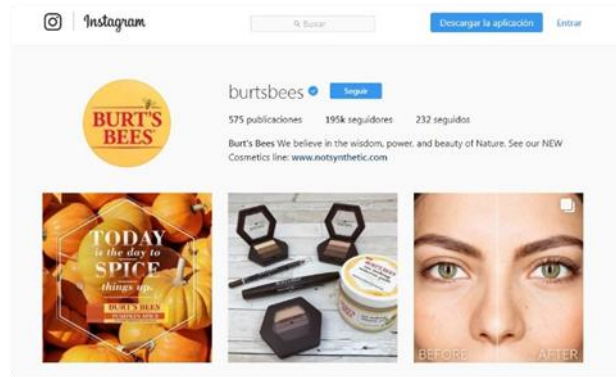 Instagram
Buscar
Descargar la aplicación
Entrar
burtsbees
Seguir
575 publicaciones 195k seguidores 232 seguidos
Burt's Bees We believe in the wisdom, power, and beauty of Nature. See our NEW
Cosmetics line: www.notsynthetic.com
BURT'S
BEES
TODAY
is the day to
SPICE
things up.
BURT'S BEES
PUMPKIN SPICE
BURT'S BEES
BEFORE
AFTER